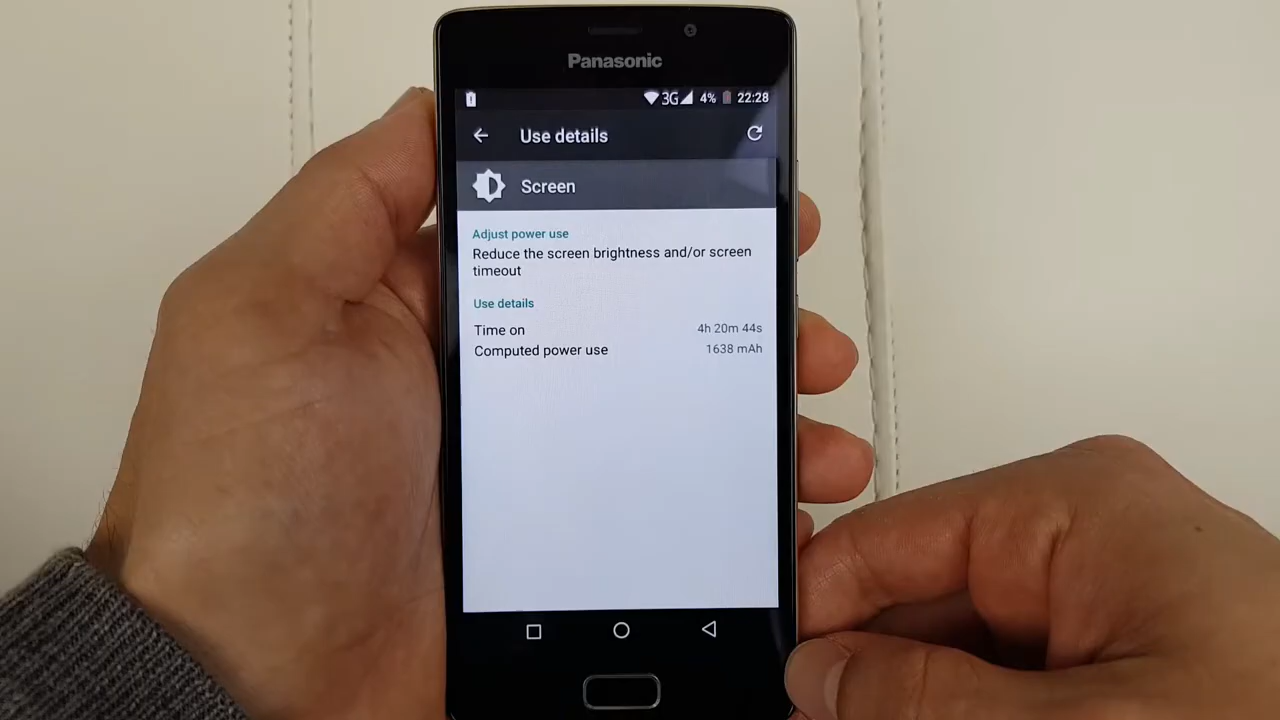 Panasonic
3G 4% 22:28
Use details
Screen
Adjust power use
Reduce the screen brightness and/or screen
timeout
Use details
Time on 4h 20m 44s
Computed power use 1638 mAh